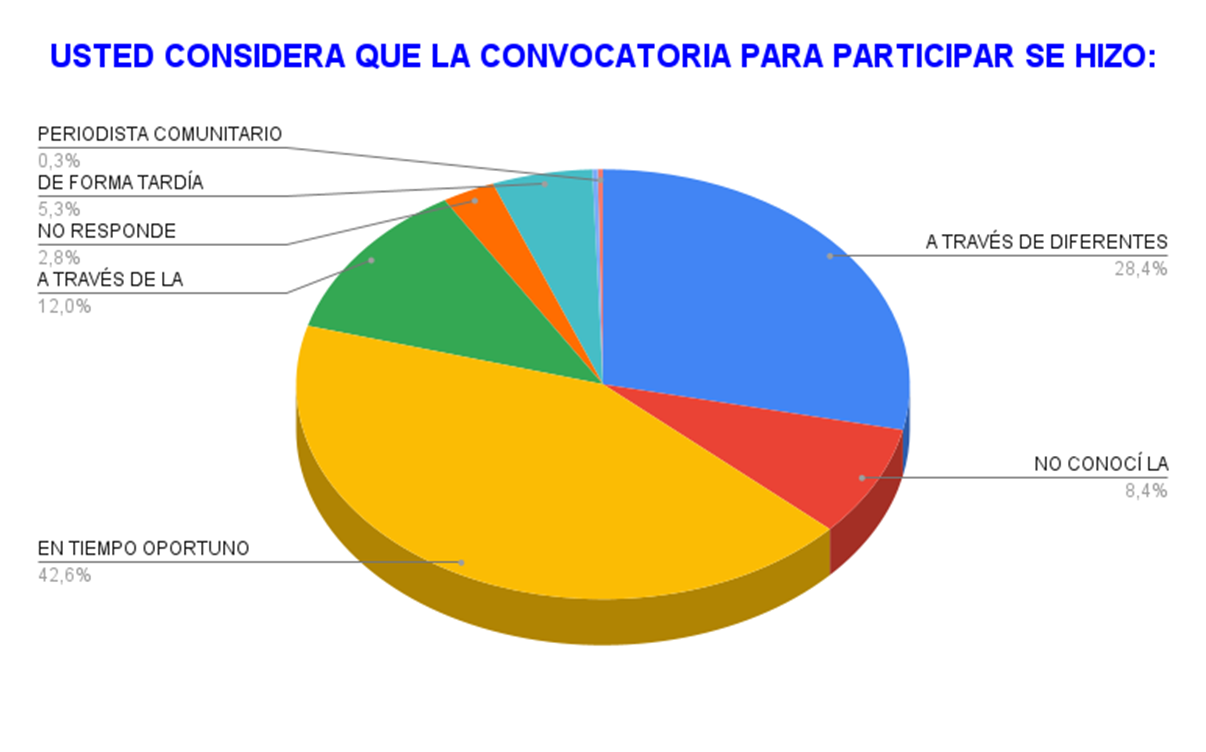 USTED CONSIDERA QUE LA CONVOCATORIA PARA PARTICIPAR SE HIZO:
PERIODISTA COMUNITARIO
0,3%
DE FORMA TARDÍA
5,3%
NO RESPONDE
2,8%
A TRAVÉS DE LA
12,0%
EN TIEMPO OPORTUNO
42,6%
A TRAVÉS DE DIFERENTES
28,4%
NO CONOCÍ LA
8,4%